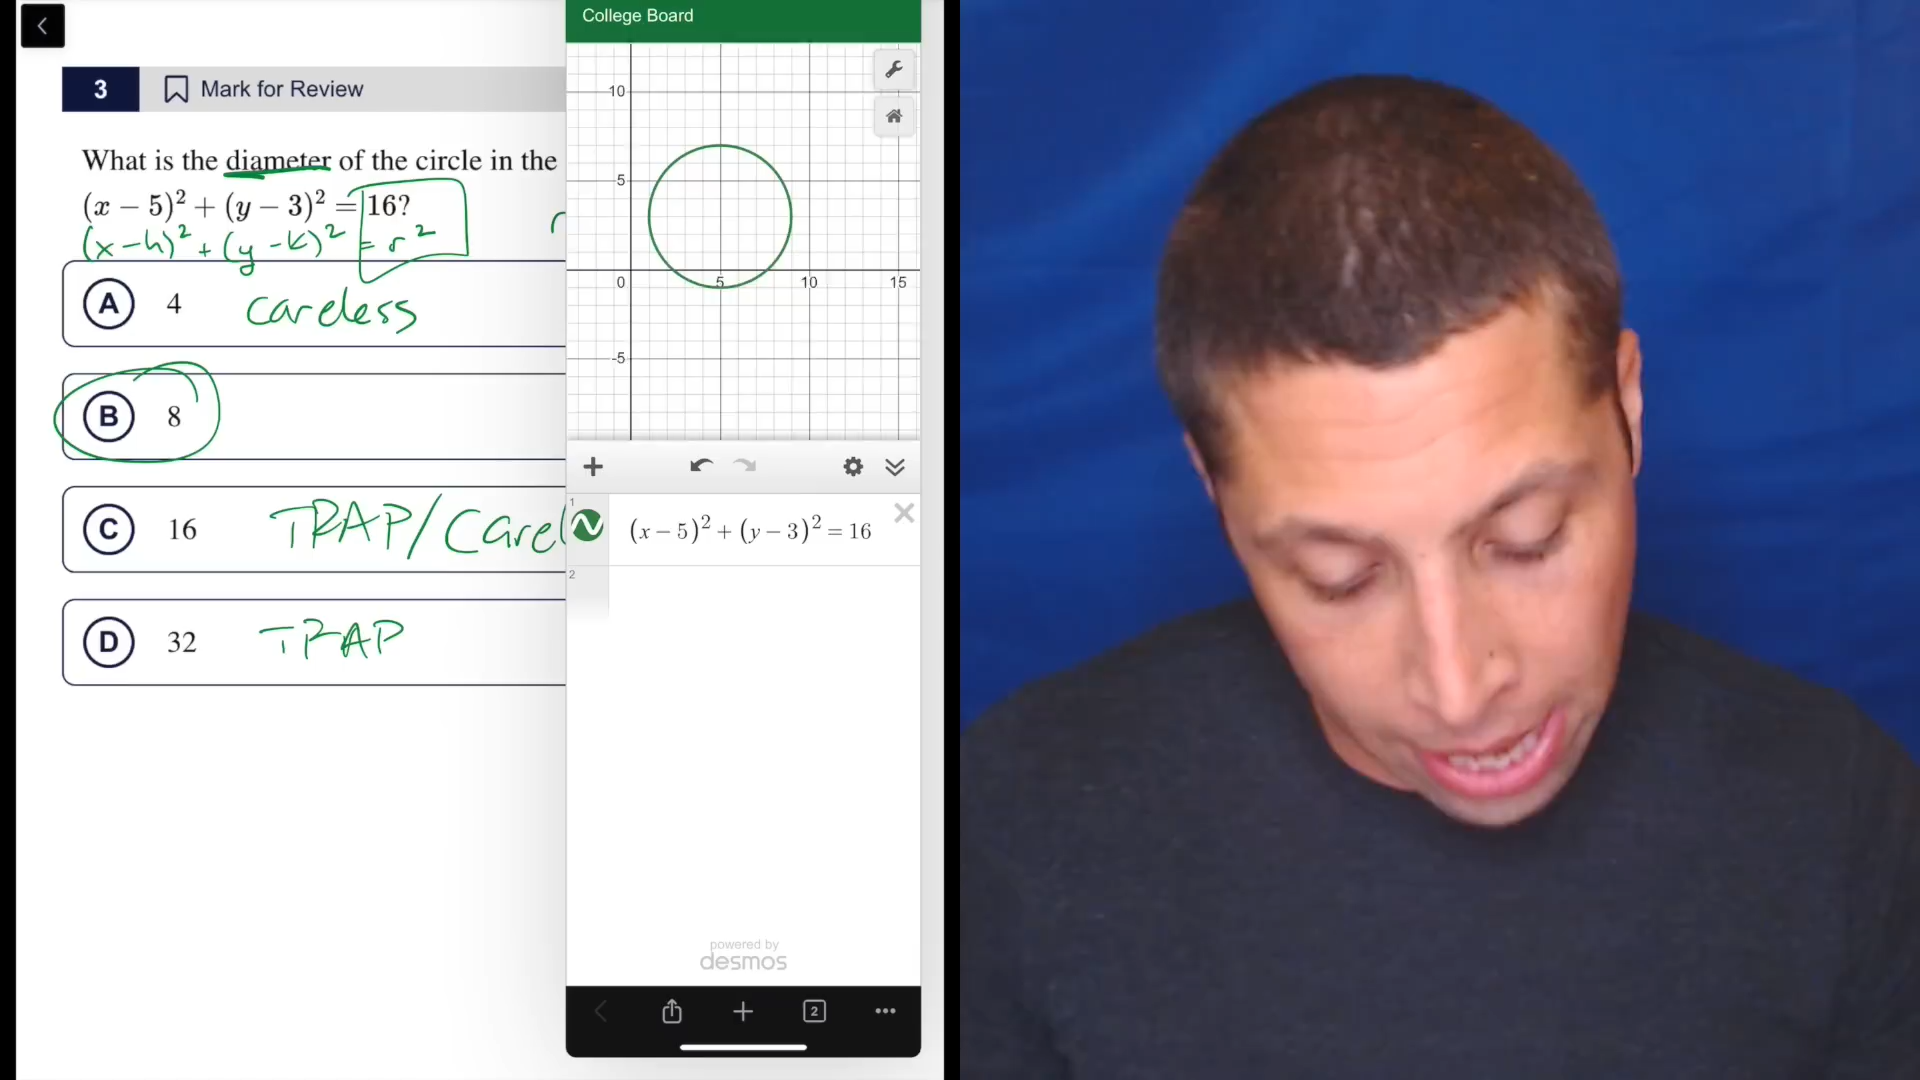 College Board
3 Mark for Review
What is the diameter of the circle in the
(x − 5)² + (y − 3)² = 16?
(x − h)² + (y − k)² = r²
A 4 careless
B 8
C 16 TRAP/Carel
D 32 TRAP
10
5
0 5 10 15
-5
1
(x − 5)² + (y − 3)² = 16
2
powered by
desmos
2